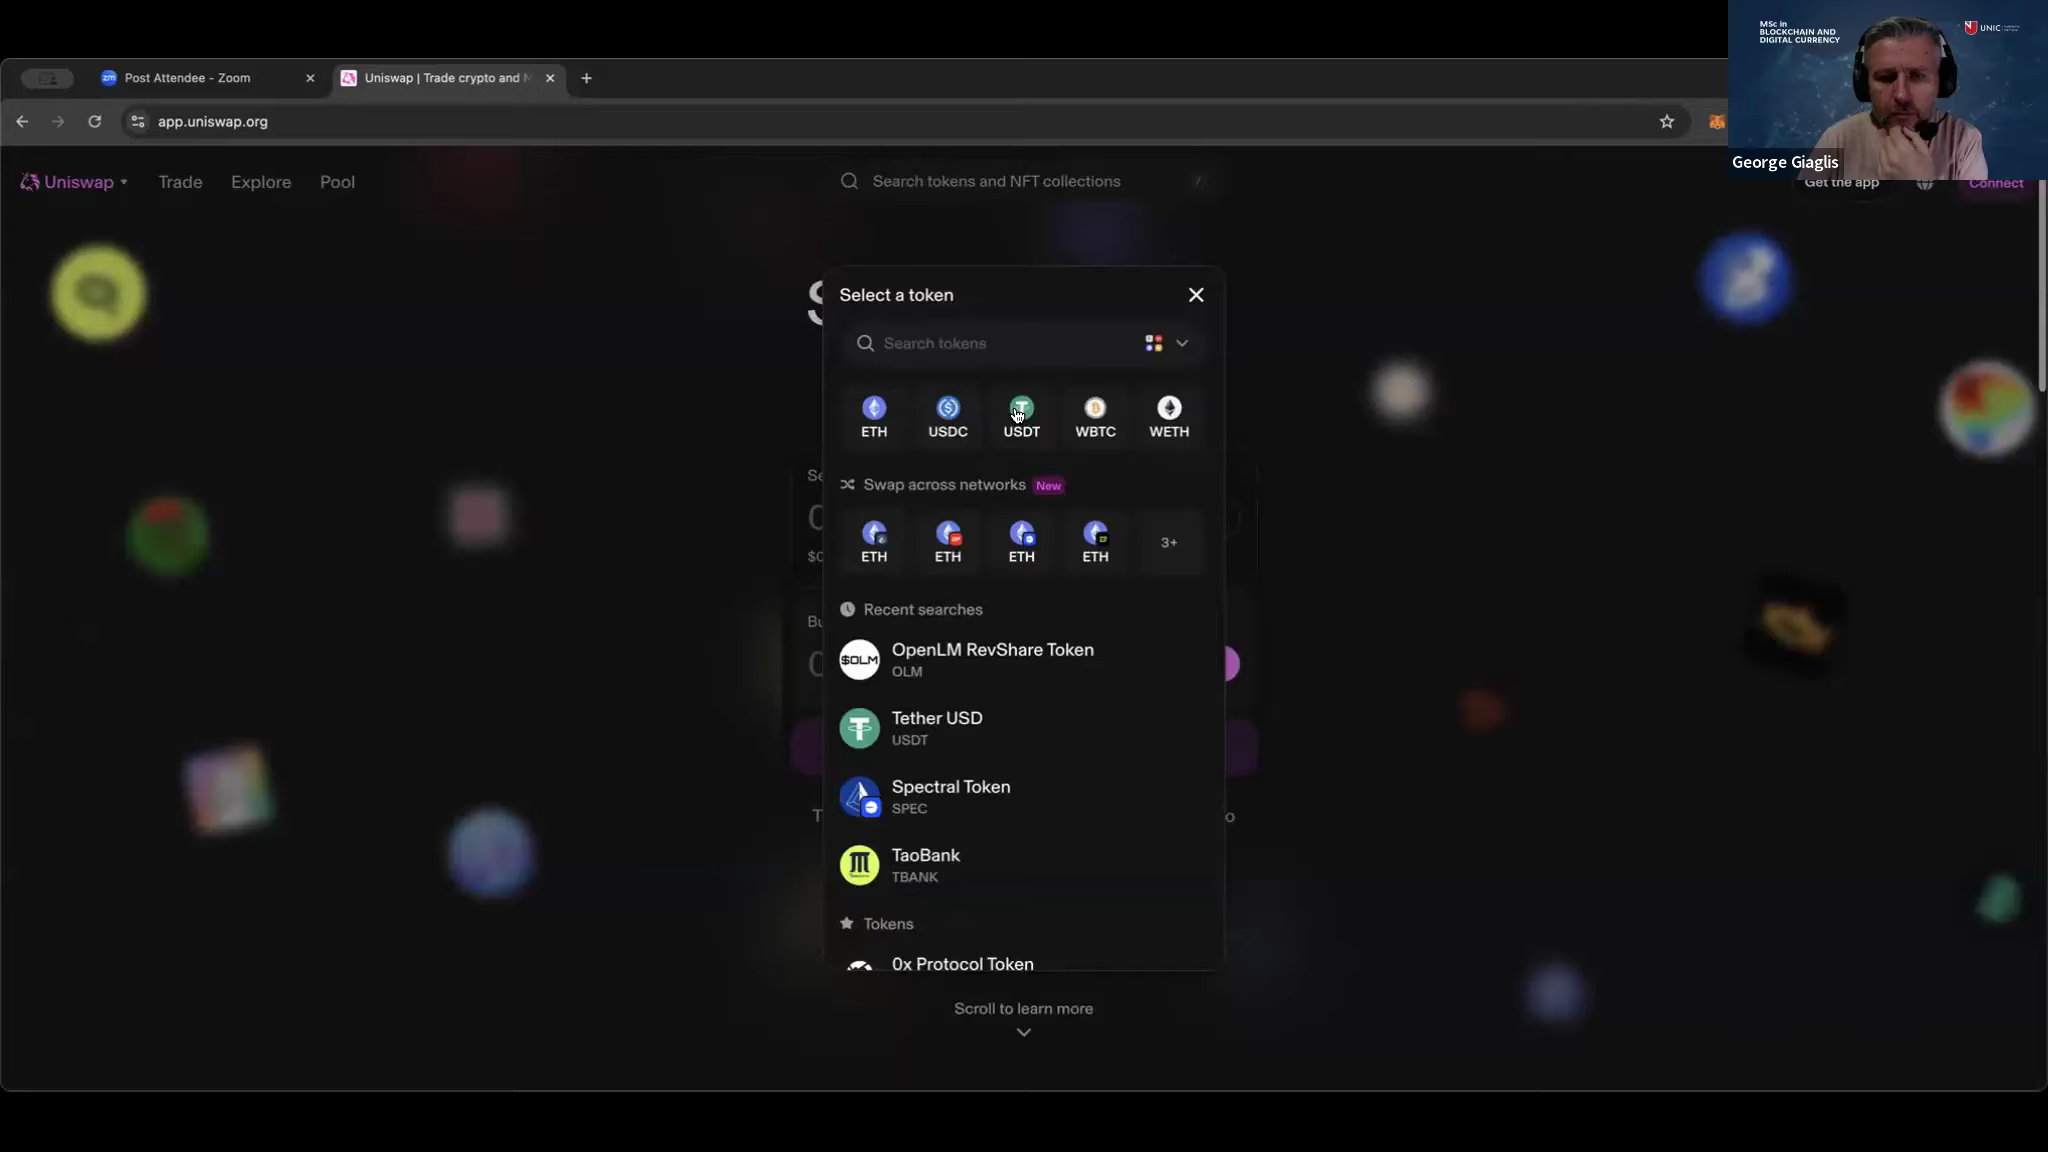 MSc in
BLOCKCHAIN AND
DIGITAL CURRENCY
UNIC
George Giaglis
zm Post Attendee - Zoom
Uniswap | Trade crypto and N
app.uniswap.org
Uniswap Trade Explore Pool
Search tokens and NFT collections /
Get the app Connect
Select a token
Search tokens
ETH USDC USDT WBTC WETH
Swap across networks New
ETH ETH ETH ETH 3+
Recent searches
$OLM
OpenLM RevShare Token
OLM
Tether USD
USDT
Spectral Token
SPEC
TaoBank
TBANK
Tokens
0x Protocol Token
Scroll to learn more